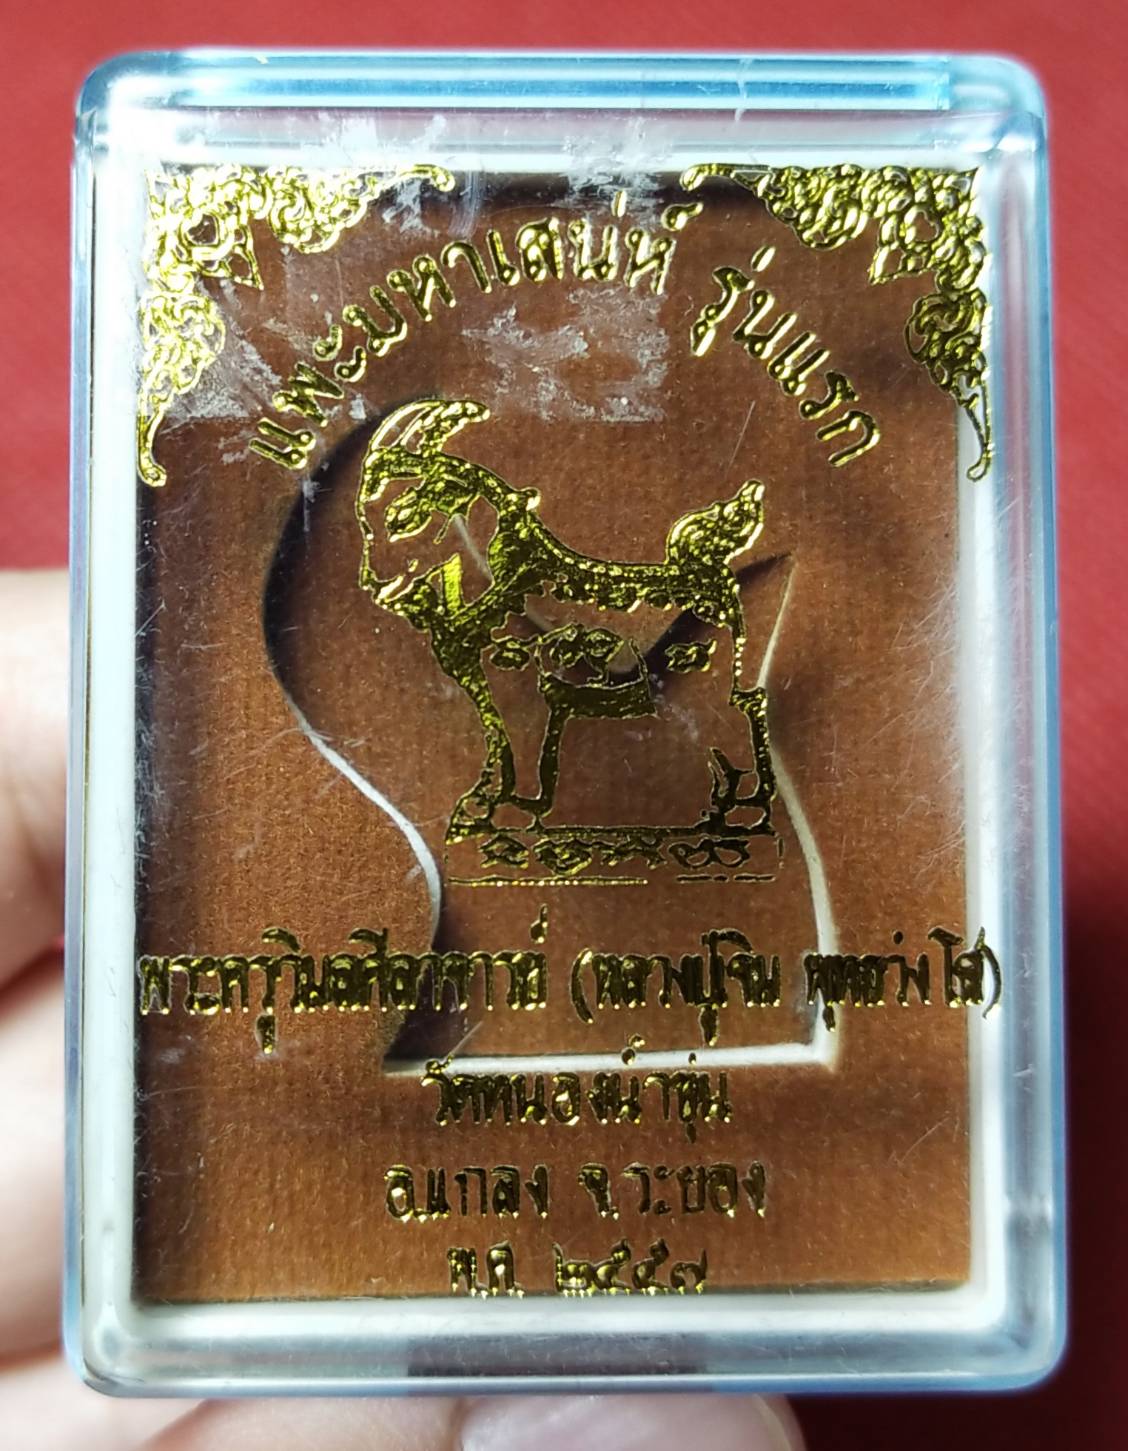 แพะมหาเสน่ห์ รุ่นแรก
พระครูวิมลศีลาจารย์ (หลวงปู่จิน พุทธวํงโส)
วัดหนองน้ำขุ่น
อ.แกลง จ.ระยอง
พ.ศ. ๒๕๕๗